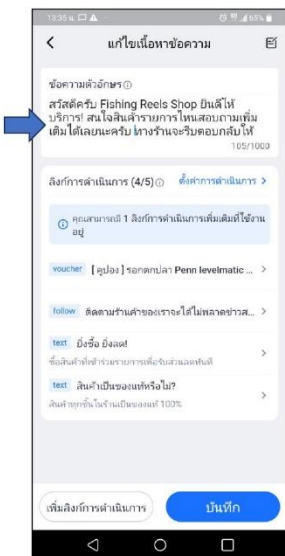 13:35 น.
65%
แก้ไขเนื้อหาข้อความ
ข้อความตัวอักษร
สวัสดีครับ Fishing Reels Shop ยินดีให้
บริการ! สนใจสินค้ารายการไหนสอบถามเพิ่ม
เติมได้เลยนะครับ ทางร้านจะรีบตอบกลับให้
105/1000
ลิงก์การดำเนินการ (4/5) ตั้งค่าการดำเนินการ >
คุณสามารถมี 1 ลิงก์การดำเนินการเพิ่มเติมที่ใช้งาน
อยู่
voucher [ คูปอง ] รอกตกปลา Penn levelmatic ... >
follow ติดตามร้านค้าของเราจะได้ไม่พลาดข่าวส... >
text ยิ่งซื้อ ยิ่งลด! >
ซื้อสินค้าที่เข้าร่วมรายการเพื่อรับส่วนลดทันที
text สินค้าเป็นของแท้หรือไม่? >
สินค้าทุกชิ้นในร้านเป็นของแท้ 100%
เพิ่มลิงก์การดำเนินการ
บันทึก